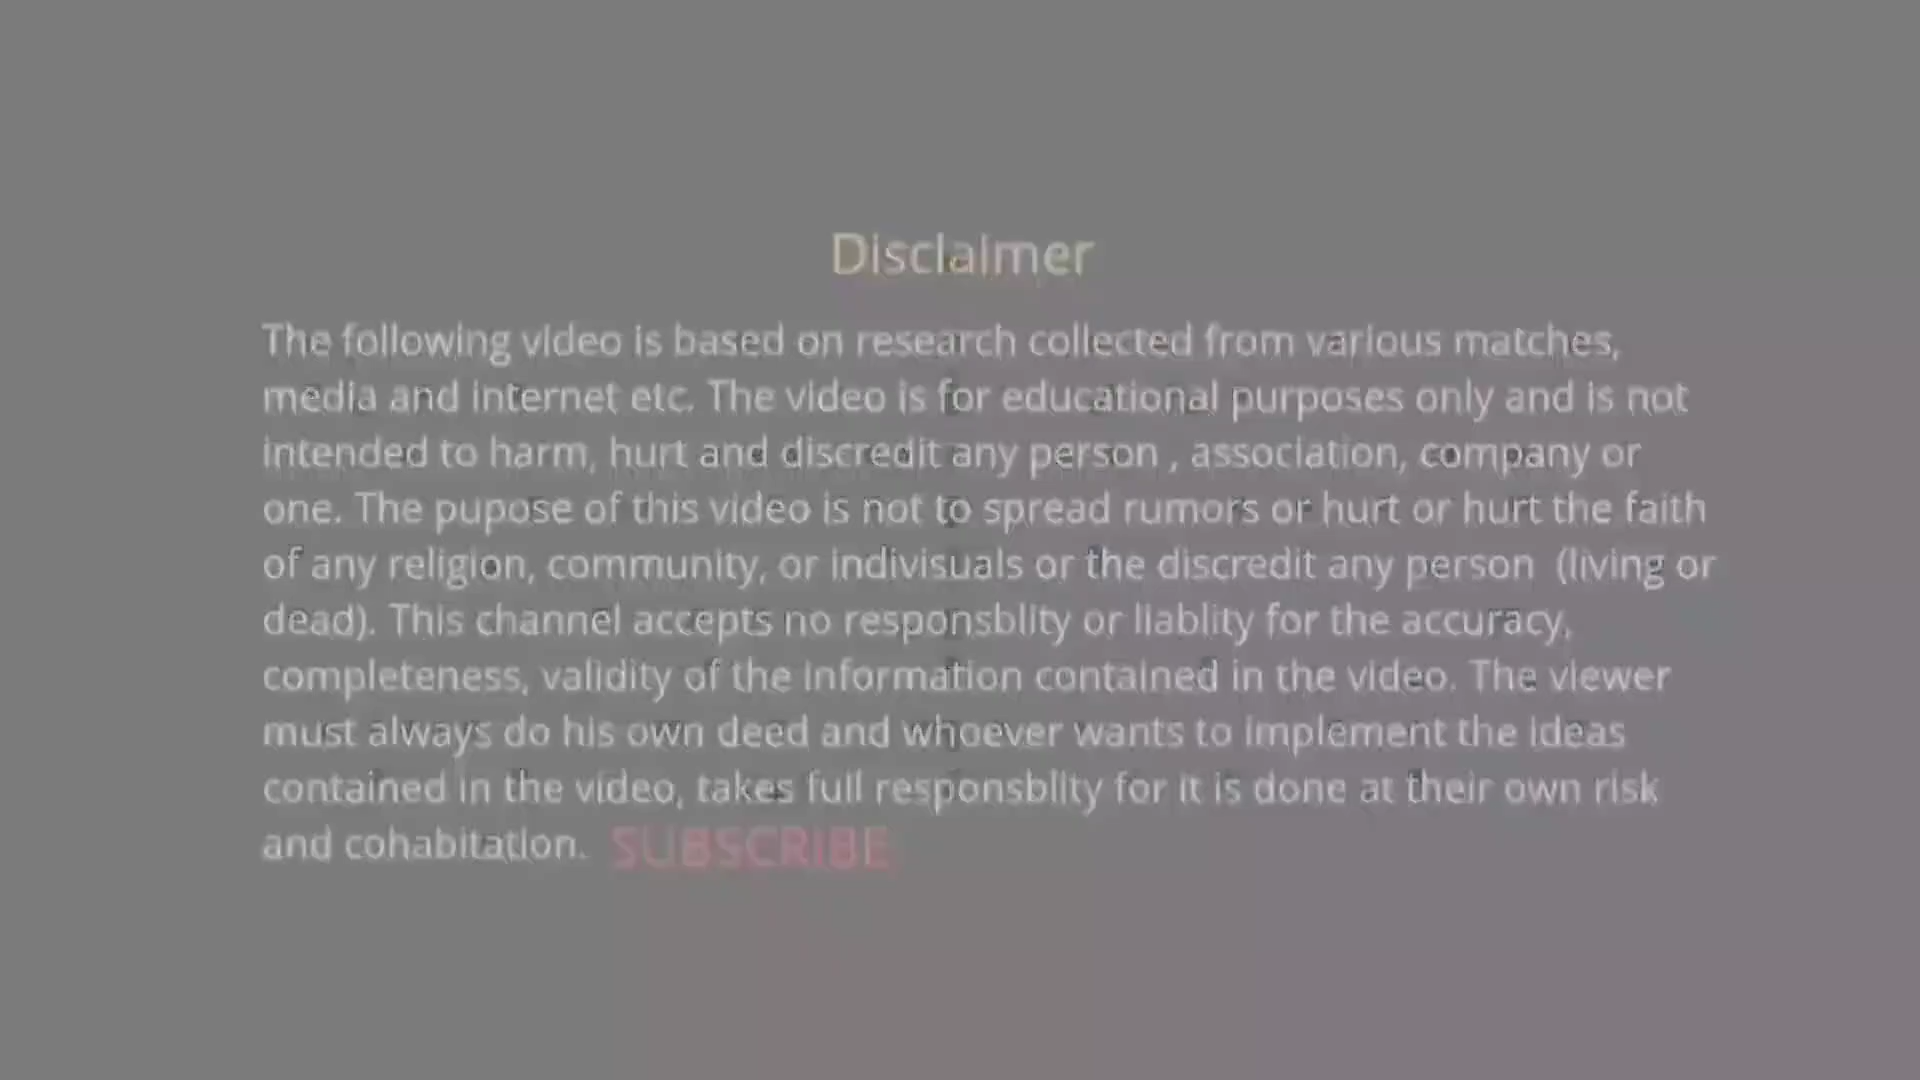 Disclaimer
The following video is based on research collected from various matches,
media and internet etc. The video is for educational purposes only and is not
intended to harm, hurt and discredit any person , association, company or
one. The pupose of this video is not to spread rumors or hurt or hurt the faith
of any religion, community, or indivisuals or the discredit any person (living or
dead). This channel accepts no responsblity or liablity for the accuracy,
completeness, validity of the information contained in the video. The viewer
must always do his own deed and whoever wants to implement the ideas
contained in the video, takes full responsblity for it is done at their own risk
and cohabitation. SUBSCRIBE